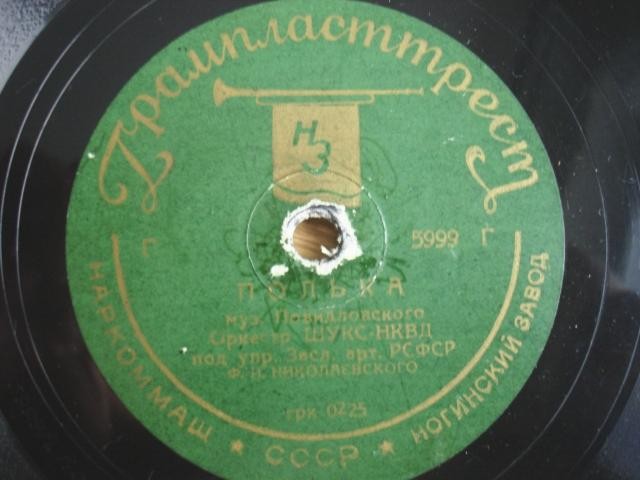 Грампласттрест
НЗ
Г 5999 Г
ПОЛЬКА
муз. Повилловского
Оркестр ШУКС-НКВД
под упр. Засл. арт. РСФСР
Ф. И. НИКОЛАЕВСКОГО
грк 0225
НАРКОММАШ ★ СССР ★ НОГИНСКИЙ ЗАВОД